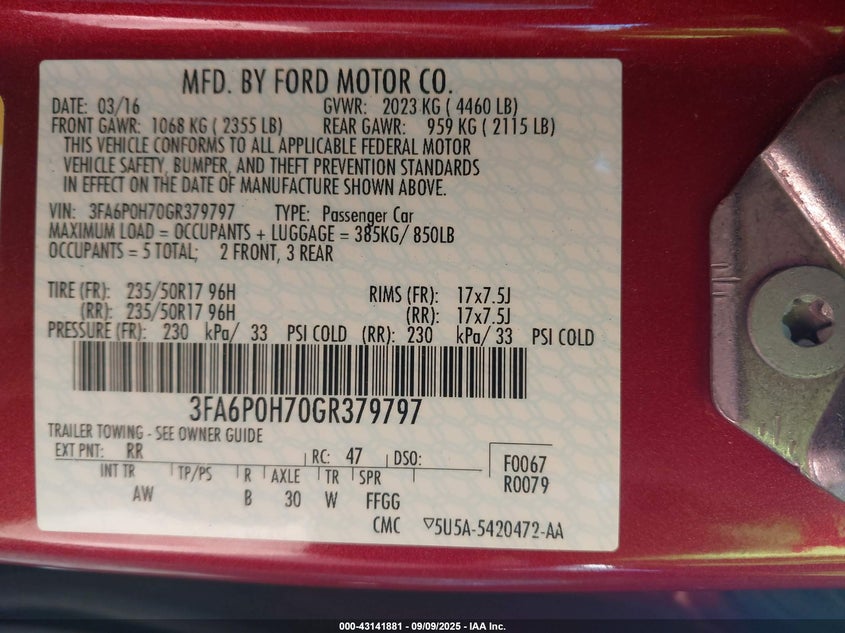 MFD. BY FORD MOTOR CO.
DATE: 03/16 GVWR: 2023 KG ( 4460 LB)
FRONT GAWR: 1068 KG ( 2355 LB) REAR GAWR: 959 KG ( 2115 LB)
THIS VEHICLE CONFORMS TO ALL APPLICABLE FEDERAL MOTOR
VEHICLE SAFETY, BUMPER, AND THEFT PREVENTION STANDARDS
IN EFFECT ON THE DATE OF MANUFACTURE SHOWN ABOVE.
VIN: 3FA6P0H70GR379797 TYPE: Passenger Car
MAXIMUM LOAD = OCCUPANTS + LUGGAGE = 385KG/ 850LB
OCCUPANTS = 5 TOTAL; 2 FRONT, 3 REAR
TIRE (FR): 235/50R17 96H RIMS (FR): 17x7.5J
(RR): 235/50R17 96H (RR): 17x7.5J
PRESSURE (FR): 230 kPa/ 33 PSI COLD (RR): 230 kPa/ 33 PSI COLD
3FA6P0H70GR379797
TRAILER TOWING - SEE OWNER GUIDE
EXT PNT: RR RC: 47 DSO: F0067
INT TR TP/PS R AXLE TR SPR R0079
AW B 30 W FFGG
CMC ▽5U5A-5420472-AA
000-43141881 - 09/09/2025 - IAA Inc.